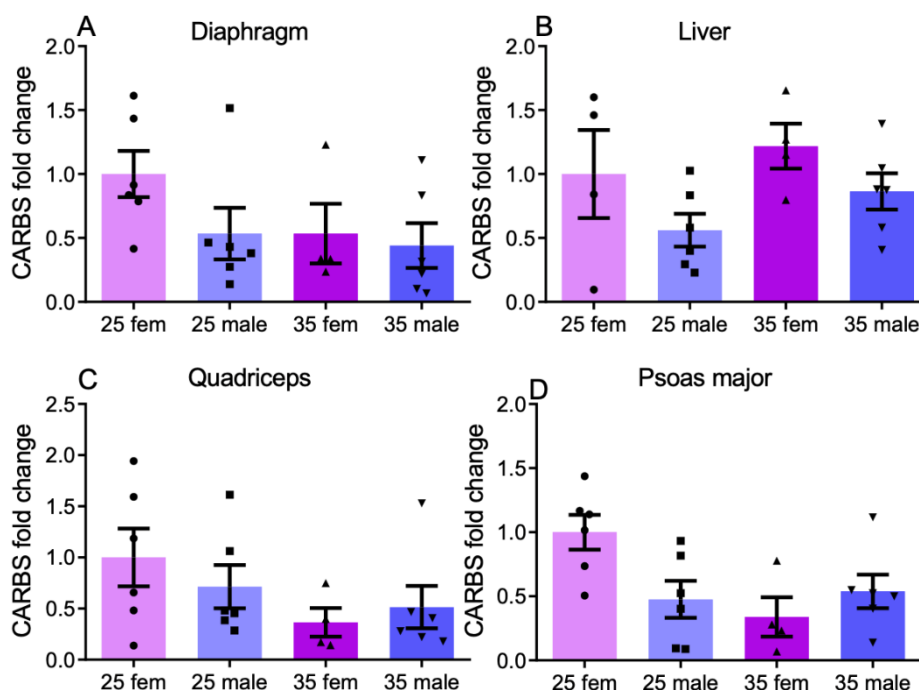 A
Diaphragm
CARBS fold change
2.0
1.5
1.0
0.5
0.0
25 fem
25 male
35 fem
35 male
B
Liver
CARBS fold change
2.0
1.5
1.0
0.5
0.0
25 fem
25 male
35 fem
35 male
C
Quadriceps
CARBS fold change
2.5
2.0
1.5
1.0
0.5
0.0
25 fem
25 male
35 fem
35 male
D
Psoas major
CARBS fold change
2.0
1.5
1.0
0.5
0.0
25 fem
25 male
35 fem
35 male